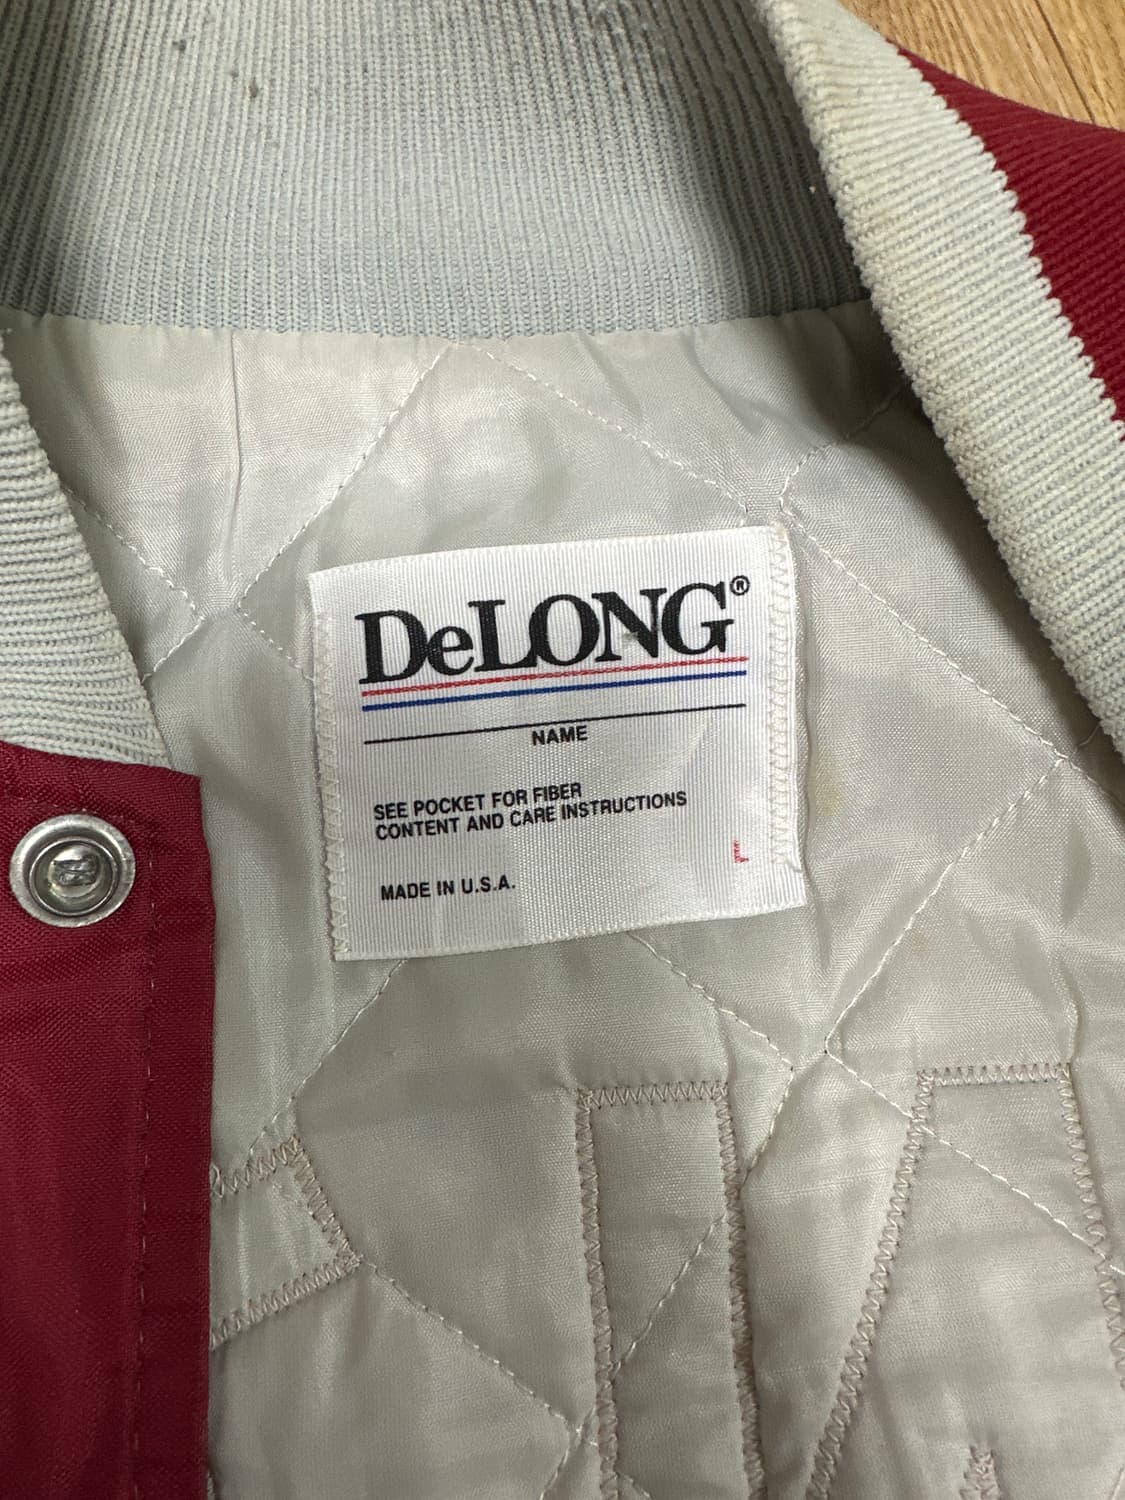 DeLONG®
NAME
SEE POCKET FOR FIBER
CONTENT AND CARE INSTRUCTIONS
MADE IN U.S.A.